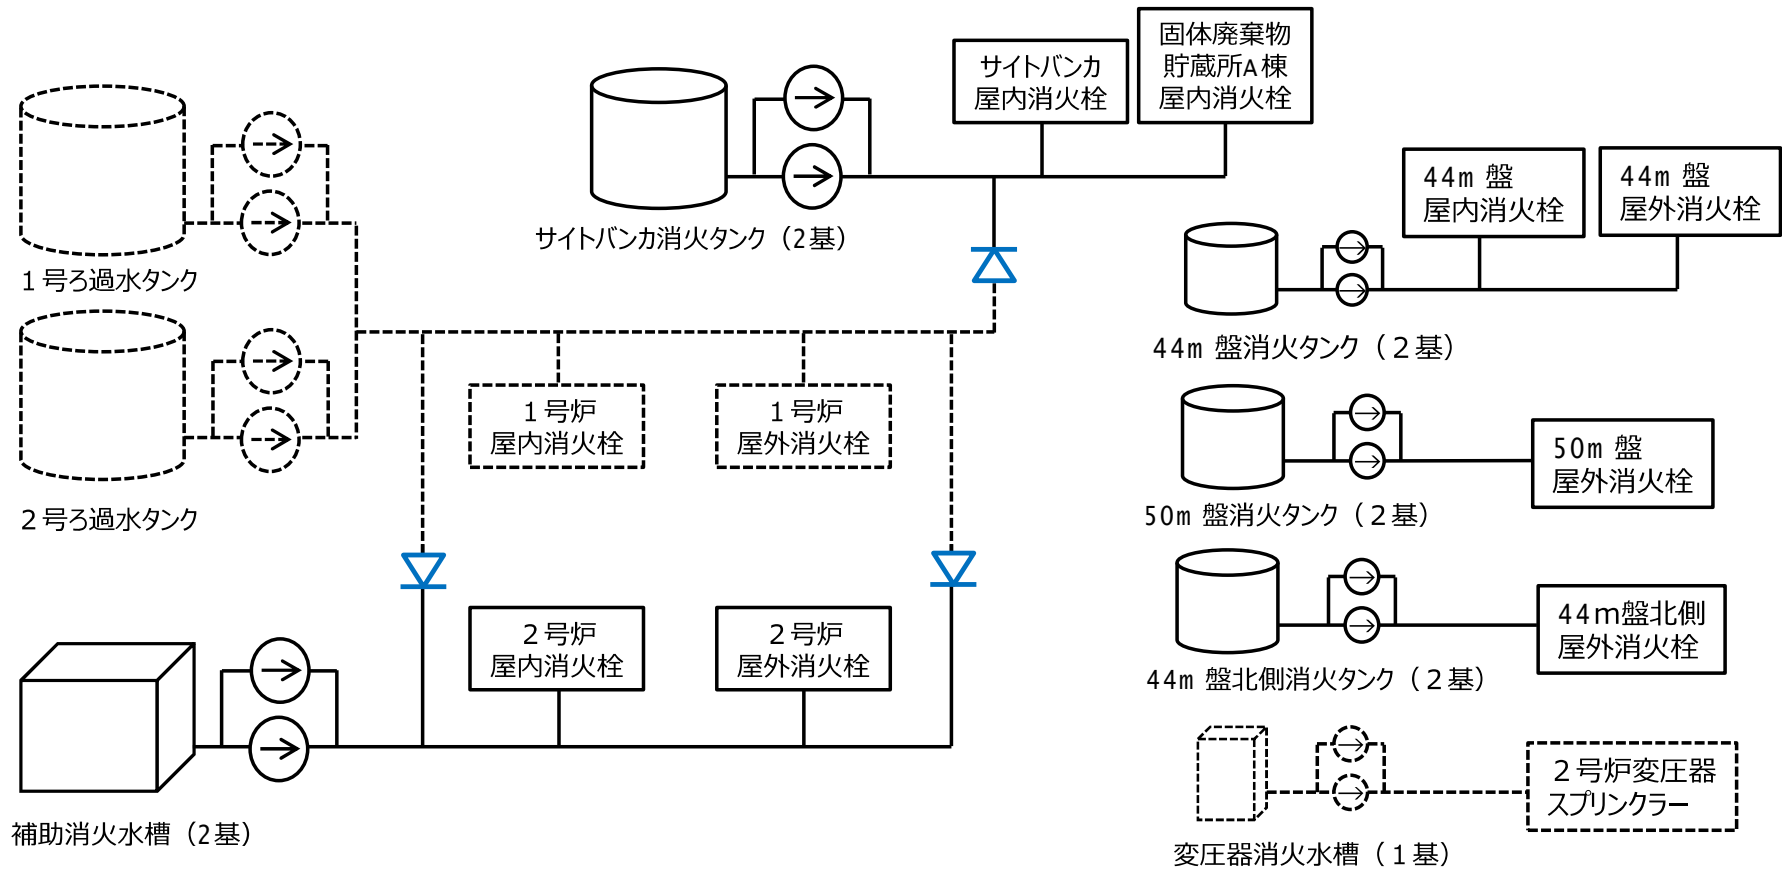 サイトバンカ
屋内消火栓
固体廃棄物
貯蔵所A棟
屋内消火栓
サイトバンカ消火タンク（2基）
1号ろ過水タンク
2号ろ過水タンク
1号炉
屋内消火栓
1号炉
屋外消火栓
2号炉
屋内消火栓
2号炉
屋外消火栓
補助消火水槽（2基）
44m 盤
屋内消火栓
44m 盤
屋外消火栓
44m 盤消火タンク（2基）
50m 盤
屋外消火栓
50m 盤消火タンク（2基）
44m盤北側
屋外消火栓
44m 盤北側消火タンク（2基）
2号炉変圧器
スプリンクラー
変圧器消火水槽（1基）